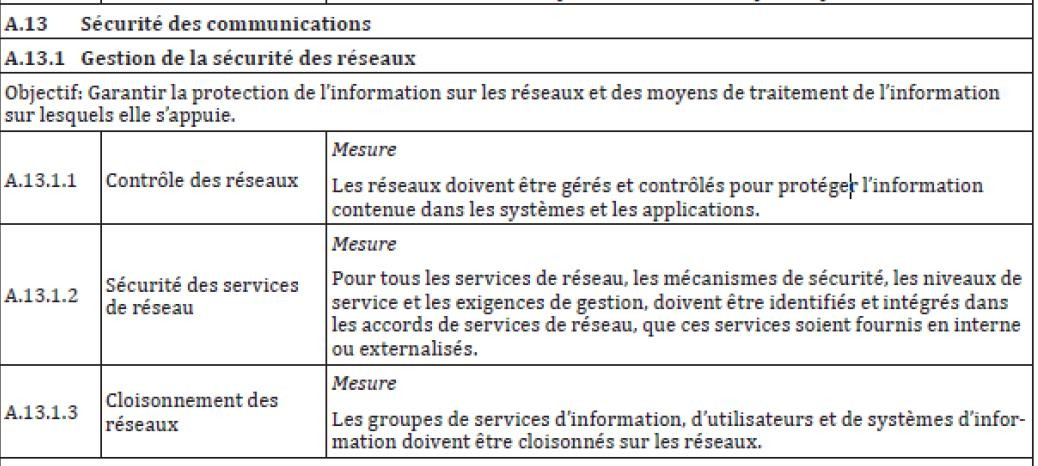 A.13 Sécurité des communications
A.13.1 Gestion de la sécurité des réseaux
Objectif: Garantir la protection de l'information sur les réseaux et des moyens de traitement de l'information
sur lesquels elle s'appuie.
A.13.1.1
Contrôle des réseaux
Mesure
Les réseaux doivent être gérés et contrôlés pour protéger l'information
contenue dans les systèmes et les applications.
A.13.1.2
Sécurité des services
de réseau
Mesure
Pour tous les services de réseau, les mécanismes de sécurité, les niveaux de
service et les exigences de gestion, doivent être identifiés et intégrés dans
les accords de services de réseau, que ces services soient fournis en interne
ou externalisés.
A.13.1.3
Cloisonnement des
réseaux
Mesure
Les groupes de services d'information, d'utilisateurs et de systèmes d'infor-
mation doivent être cloisonnés sur les réseaux.